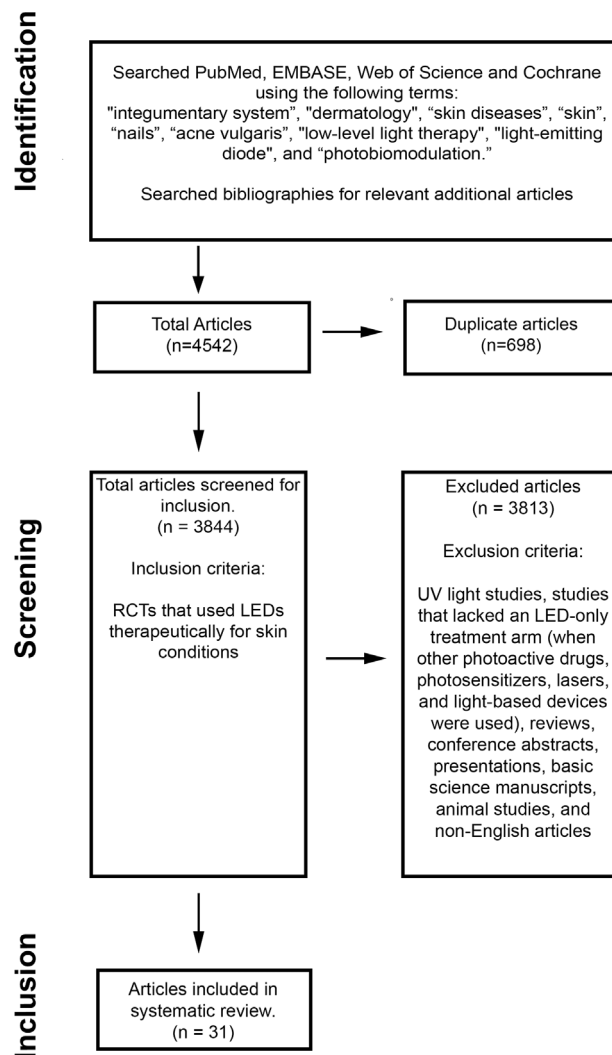 Identification
Searched PubMed, EMBASE, Web of Science and Cochrane
using the following terms:
"integumentary system”, "dermatology”, “skin diseases”, “skin”,
“nails”, “acne vulgaris”, "low-level light therapy", "light-emitting
diode", and “photobiomodulation.”
Searched bibliographies for relevant additional articles
Total Articles
(n=4542)
Duplicate articles
(n=698)
Screening
Total articles screened for
inclusion.
(n = 3844)
Inclusion criteria:
RCTs that used LEDs
therapeutically for skin
conditions
Excluded articles
(n = 3813)
Exclusion criteria:
UV light studies, studies
that lacked an LED-only
treatment arm (when
other photoactive drugs,
photosensitizers, lasers,
and light-based devices
were used), reviews,
conference abstracts,
presentations, basic
science manuscripts,
animal studies, and
non-English articles
Inclusion
Articles included in
systematic review.
(n = 31)